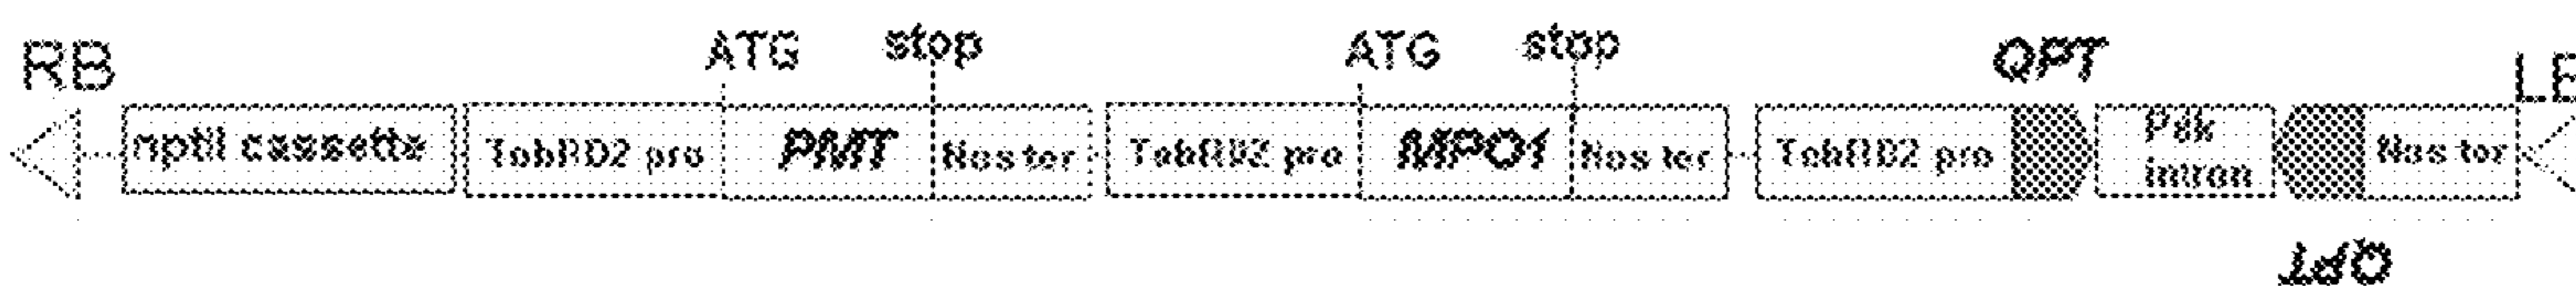 RB
ATG
stop
ATG
stop
QPT
LB
nptII cassette
TobRD2 pro
PMT
Nos ter
TobRD2 pro
MPO1
Nos ter
TobRD2 pro
Pdk
intron
Nos ter
QPT